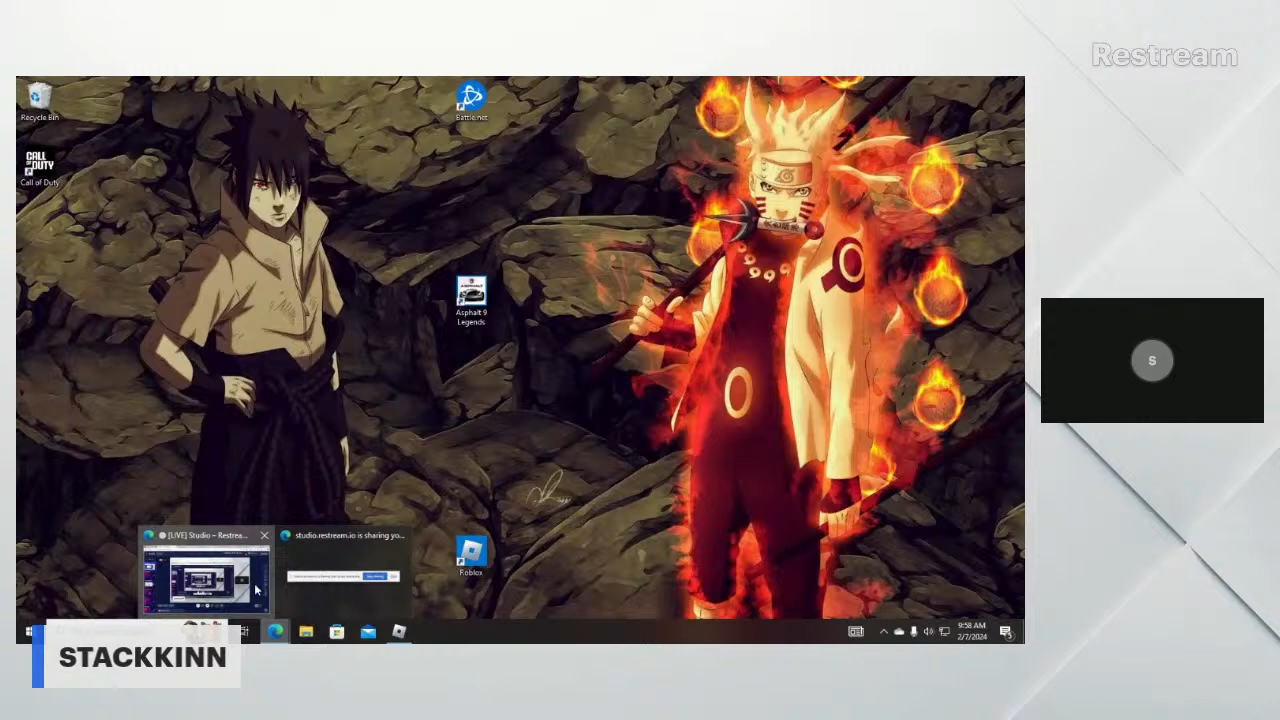 Restream
Recycle Bin
Battle.net
CALL OF DUTY
Call of Duty
ASPHALT
Asphalt 9
Legends
S
[LIVE] Studio – Restrea...
studio.restream.io is sharing yo...
Roblox
9:58 AM
2/7/2024
STACKKINN